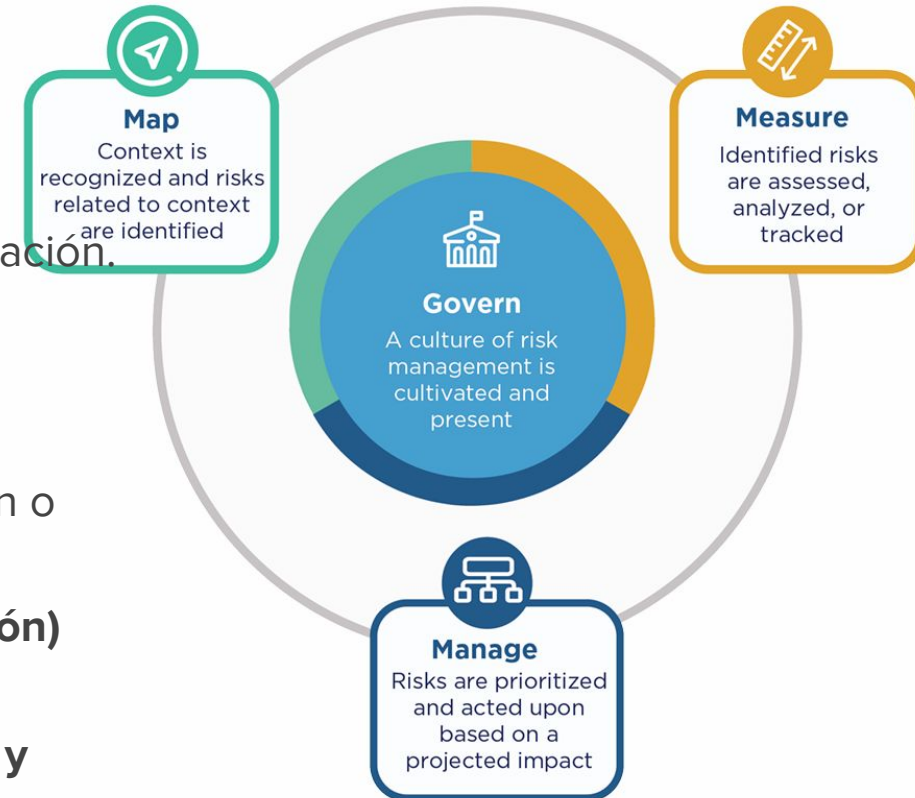 Map
Context is
recognized and risks
related to context
are identified
Measure
Identified risks
are assessed,
analyzed, or
tracked
Govern
A culture of risk
management is
cultivated and
present
Manage
Risks are prioritized
and acted upon
based on a
projected impact
ación.
n o
ón)
y